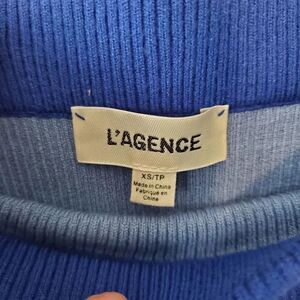 L'AGENCE
XS/TP
Made in China
Fabriqué en
Chine